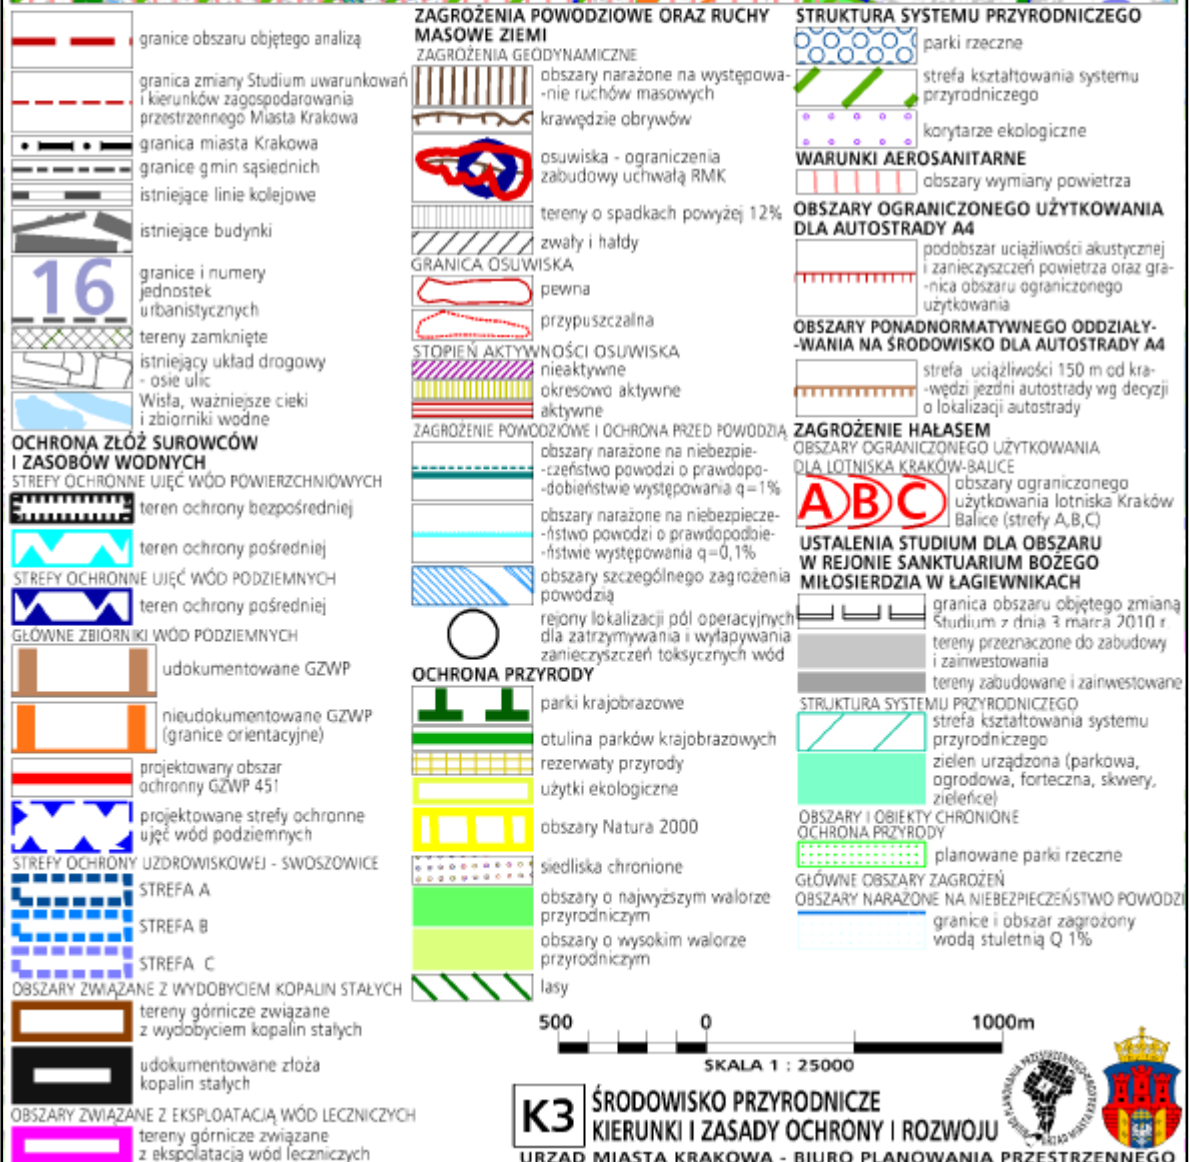 granice obszaru objętego analizą
granica zmiany Studium uwarunkowań
i kierunków zagospodarowania
przestrzennego Miasta Krakowa
granica miasta Krakowa
granice gmin sąsiednich
istniejące linie kolejowe
istniejące budynki
16
granice i numery
jednostek
urbanistycznych
tereny zamknięte
istniejący układ drogowy
- osie ulic
Wisła, ważniejsze cieki
i zbiorniki wodne
OCHRONA ZŁÓŻ SUROWCÓW
I ZASOBÓW WODNYCH
STREFY OCHRONNE UJĘĆ WÓD POWIERZCHNIOWYCH
teren ochrony bezpośredniej
teren ochrony pośredniej
STREFY OCHRONNE UJĘĆ WÓD PODZIEMNYCH
teren ochrony pośredniej
GŁÓWNE ZBIORNIKI WÓD PODZIEMNYCH
udokumentowane GZWP
nieudokumentowane GZWP
(granice orientacyjne)
projektowany obszar
ochronny GZWP 451
projektowane strefy ochronne
ujęć wód podziemnych
STREFY OCHRONY UZDROWISKOWEJ - SWOSZOWICE
STREFA A
STREFA B
STREFA C
OBSZARY ZWIĄZANE Z WYDOBYCIEM KOPALIN STAŁYCH
tereny górnicze związane
z wydobyciem kopalin stałych
udokumentowane złoża
kopalin stałych
OBSZARY ZWIĄZANE Z EKSPLOATACJĄ WÓD LECZNICZYCH
tereny górnicze związane
z ekspolatacją wód leczniczych
ZAGROŻENIA POWODZIOWE ORAZ RUCHY
MASOWE ZIEMI
ZAGROŻENIA GEODYNAMICZNE
obszary narażone na występowa-
-nie ruchów masowych
krawędzie obrywów
osuwiska - ograniczenia
zabudowy uchwałą RMK
tereny o spadkach powyżej 12%
zwały i hałdy
GRANICA OSUWISKA
pewna
przypuszczalna
STOPIEŃ AKTYWNOŚCI OSUWISKA
nieaktywne
okresowo aktywne
aktywne
ZAGROŻENIE POWODZIOWE I OCHRONA PRZED POWODZIĄ
obszary narażone na niebezpie-
-czeństwo powodzi o prawdopo-
-dobieństwie występowania q=1%
obszary narażone na niebezpiecze-
-ństwo powodzi o prawdopodbie-
-ństwie występowania q=0,1%
obszary szczególnego zagrożenia
powodzią
rejony lokalizacji pól operacyjnych
dla zatrzymywania i wyłapywania
zanieczyszczeń toksycznych wód
OCHRONA PRZYRODY
parki krajobrazowe
otulina parków krajobrazowych
rezerwaty przyrody
użytki ekologiczne
obszary Natura 2000
siedliska chronione
obszary o najwyższym walorze
przyrodniczym
obszary o wysokim walorze
przyrodniczym
lasy
STRUKTURA SYSTEMU PRZYRODNICZEGO
parki rzeczne
strefa kształtowania systemu
przyrodniczego
korytarze ekologiczne
WARUNKI AEROSANITARNE
obszary wymiany powietrza
OBSZARY OGRANICZONEGO UŻYTKOWANIA
DLA AUTOSTRADY A4
podobszar uciążliwości akustycznej
i zanieczyszczeń powietrza oraz gra-
-nica obszaru ograniczonego
użytkowania
OBSZARY PONADNORMATYWNEGO ODDZIAŁY-
-WANIA NA ŚRODOWISKO DLA AUTOSTRADY A4
strefa uciążliwości 150 m od kra-
-wędzi jezdni autostrady wg decyzji
o lokalizacji autostrady
ZAGROŻENIE HAŁASEM
OBSZARY OGRANICZONEGO UŻYTKOWANIA
DLA LOTNISKA KRAKÓW-BALICE
A B C
obszary ograniczonego
użytkowania lotniska Kraków
Balice (strefy A,B,C)
USTALENIA STUDIUM DLA OBSZARU
W REJONIE SANKTUARIUM BOŻEGO
MIŁOSIERDZIA W ŁAGIEWNIKACH
granica obszaru objętego zmianą
Studium z dnia 3 marca 2010 r.
tereny przeznaczone do zabudowy
i zainwestowania
tereny zabudowane i zainwestowane
STRUKTURA SYSTEMU PRZYRODNICZEGO
strefa kształtowania systemu
przyrodniczego
zielen urządzona (parkowa,
ogrodowa, forteczna, skwery,
zieleńce)
OBSZARY I OBIEKTY CHRONIONE
OCHRONA PRZYRODY
planowane parki rzeczne
GŁÓWNE OBSZARY ZAGROŻEŃ
OBSZARY NARAŻONE NA NIEBEZPIECZEŃSTWO POWODZI
granice i obszar zagrożony
wodą stuletnią Q 1%
500 0 1000m
SKALA 1 : 25000
K3
ŚRODOWISKO PRZYRODNICZE
KIERUNKI I ZASADY OCHRONY I ROZWOJU
URZĄD MIASTA KRAKOWA - BIURO PLANOWANIA PRZESTRZENNEGO